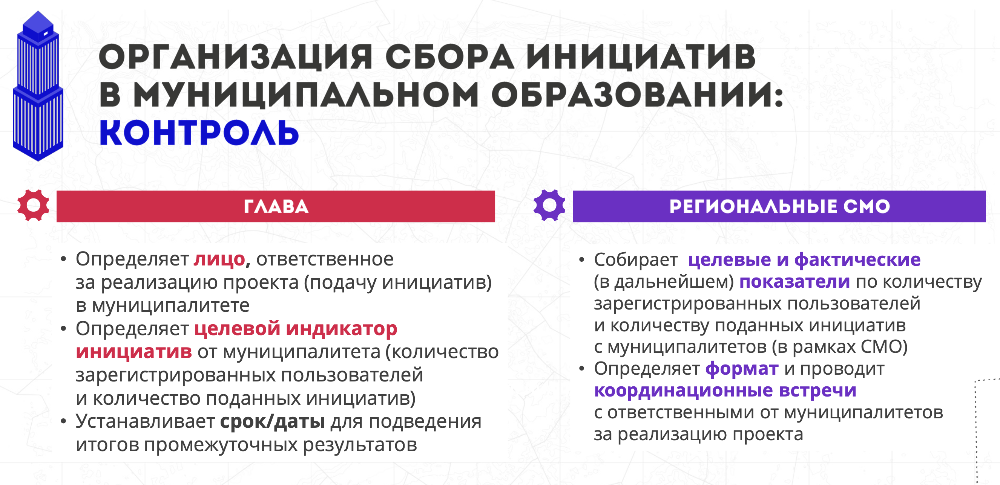 ОРГАНИЗАЦИЯ СБОРА ИНИЦИАТИВ
В МУНИЦИПАЛЬНОМ ОБРАЗОВАНИИ:
КОНТРОЛЬ
ГЛАВА
• Определяет лицо, ответственное
за реализацию проекта (подачу инициатив)
в муниципалитете
• Определяет целевой индикатор
инициатив от муниципалитета (количество
зарегистрированных пользователей
и количество поданных инициатив)
• Устанавливает срок/даты для подведения
итогов промежуточных результатов
РЕГИОНАЛЬНЫЕ СМО
• Собирает целевые и фактические
(в дальнейшем) показатели по количеству
зарегистрированных пользователей
и количеству поданных инициатив
с муниципалитетов (в рамках СМО)
• Определяет формат и проводит
координационные встречи
с ответственными от муниципалитетов
за реализацию проекта